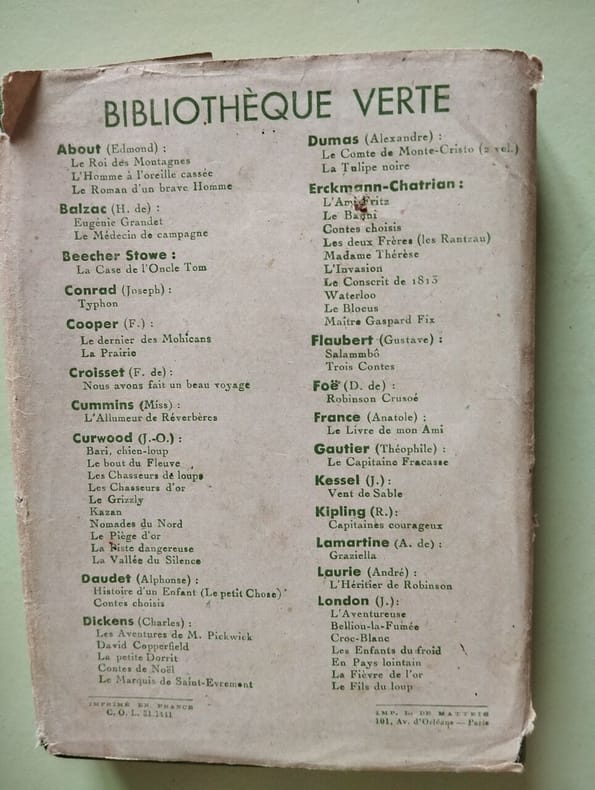 BIBLIOTHÈQUE VERTE
About (Edmond) :
Le Roi des Montagnes
L'Homme à l'oreille cassée
Le Roman d'un brave Homme
Balzac (H. de) :
Eugénie Grandet
Le Médecin de campagne
Beecher Stowe :
La Case de l'Oncle Tom
Conrad (Joseph) :
Typhon
Cooper (F.) :
Le dernier des Mohicans
La Prairie
Croisset (F. de) :
Nous avons fait un beau voyage
Cummins (Miss) :
L'Allumeur de Réverbères
Curwood (J.-O.) :
Bari, chien-loup
Le bout du Fleuve
Les Chasseurs de loups
Les Chasseurs d'or
Le Grizzly
Kazan
Nomades du Nord
Le Piège d'or
La Piste dangereuse
La Vallée du Silence
Daudet (Alphonse) :
Histoire d'un Enfant (Le petit Chose)
Contes choisis
Dickens (Charles) :
Les Aventures de M. Pickwick
David Copperfield
La petite Dorrit
Contes de Noël
Le Marquis de Saint-Evremont
IMPRIMÉ EN FRANCE
C. O. L. 31.1411
Dumas (Alexandre) :
Le Comte de Monte-Cristo (2 vol.)
La Tulipe noire
Erckmann-Chatrian :
L'Ami Fritz
Le Banni
Contes choisis
Les deux Frères (les Rantzau)
Madame Thérèse
L'Invasion
Le Conscrit de 1813
Waterloo
Le Blocus
Maître Gaspard Fix
Flaubert (Gustave) :
Salammbô
Trois Contes
Foë (D. de) :
Robinson Crusoé
France (Anatole) :
Le Livre de mon Ami
Gautier (Théophile) :
Le Capitaine Fracasse
Kessel (J.) :
Vent de Sable
Kipling (R.) :
Capitaines courageux
Lamartine (A. de) :
Graziella
Laurie (André) :
L'Héritier de Robinson
London (J.) :
L'Aventureuse
Belliou-la-Fumée
Croc-Blanc
Les Enfants du froid
En Pays lointain
La Fièvre de l'or
Le Fils du loup
IMP. L. DE MATTEIS
101, Av. d'Orléans — Paris